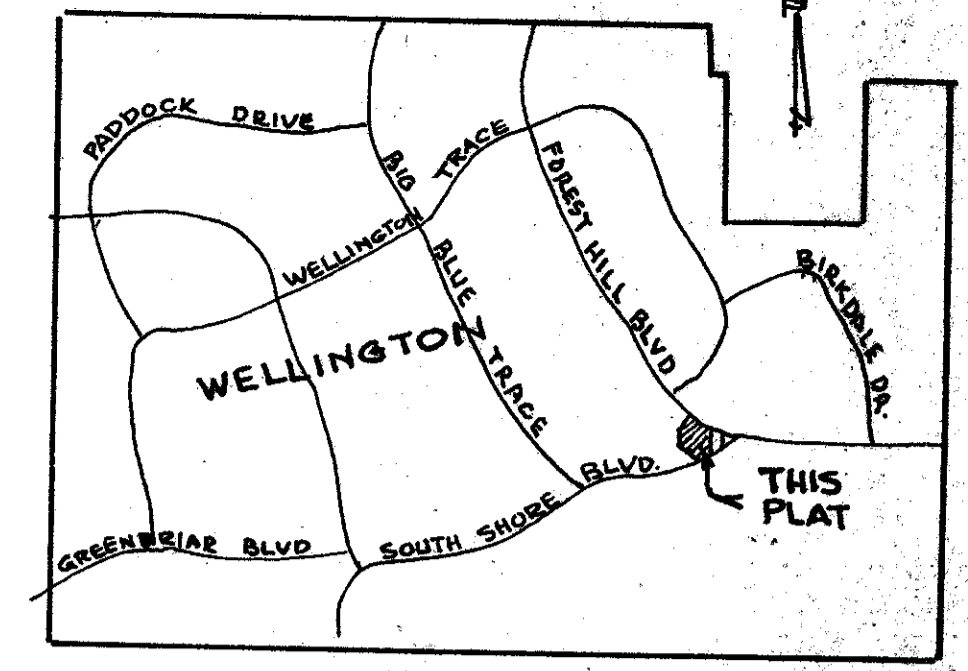 PADDOCK DRIVE
BIG
BLUE TRACE
WELLINGTON TRACE
FOREST HILL BLVD
BIRKDALE DR.
WELLINGTON
SOUTH SHORE BLVD.
GREENBRIAR BLVD
THIS
PLAT